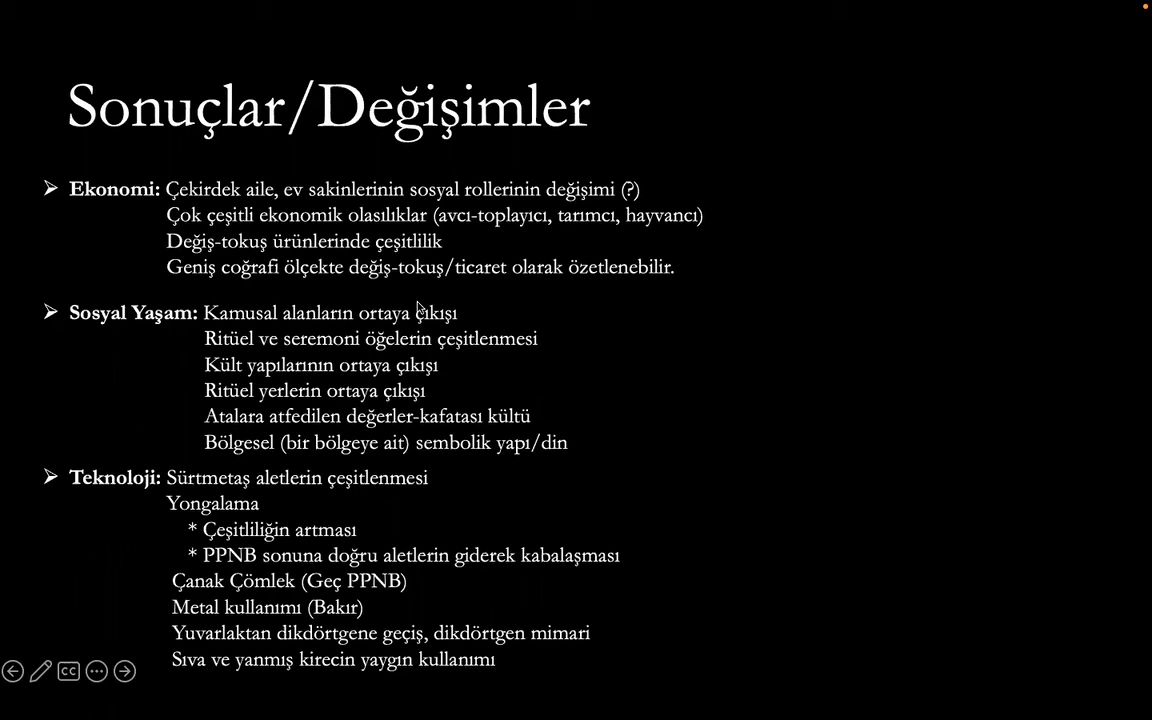 Sonuçlar/Değişimler
➢ Ekonomi: Çekirdek aile, ev sakinlerinin sosyal rollerinin değişimi (?)
Çok çeşitli ekonomik olasılıklar (avcı-toplayıcı, tarımcı, hayvancı)
Değiş-tokuş ürünlerinde çeşitlilik
Geniş coğrafi ölçekte değiş-tokuş/ticaret olarak özetlenebilir.
➢ Sosyal Yaşam: Kamusal alanların ortaya çıkışı
Ritüel ve seremoni öğelerin çeşitlenmesi
Kült yapılarının ortaya çıkışı
Ritüel yerlerin ortaya çıkışı
Atalara atfedilen değerler-kafatası kültü
Bölgesel (bir bölgeye ait) sembolik yapı/din
➢ Teknoloji: Sürtmetaş aletlerin çeşitlenmesi
Yongalama
* Çeşitliliğin artması
* PPNB sonuna doğru aletlerin giderek kabalaşması
Çanak Çömlek (Geç PPNB)
Metal kullanımı (Bakır)
Yuvarlaktan dikdörtgene geçiş, dikdörtgen mimari
Sıva ve yanmış kirecin yaygın kullanımı
CC